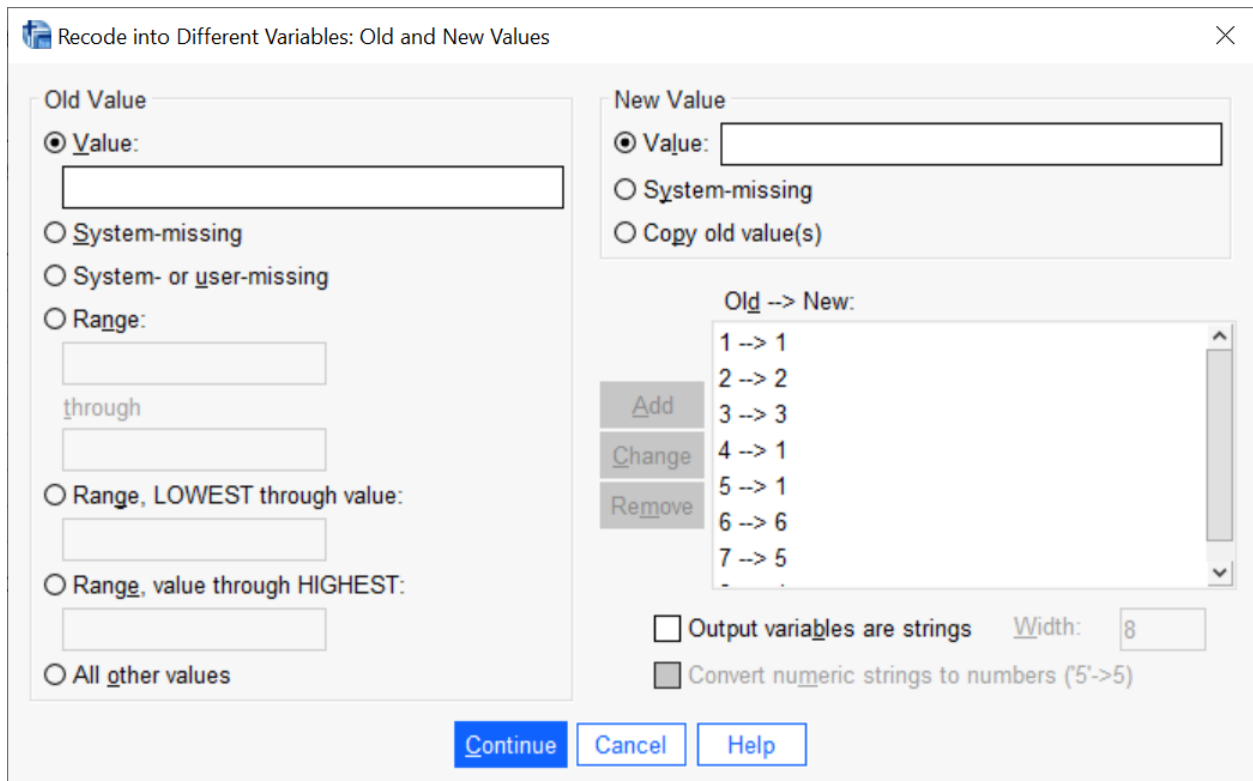 Recode into Different Variables: Old and New Values
Old Value
Value:
System-missing
System- or user-missing
Range:
through
Range, LOWEST through value:
Range, value through HIGHEST:
All other values
New Value
Value:
System-missing
Copy old value(s)
Old --> New:
1 --> 1
2 --> 2
3 --> 3
4 --> 1
5 --> 1
6 --> 6
7 --> 5
Add
Change
Remove
Output variables are strings Width: 8
Convert numeric strings to numbers ('5'->5)
Continue Cancel Help